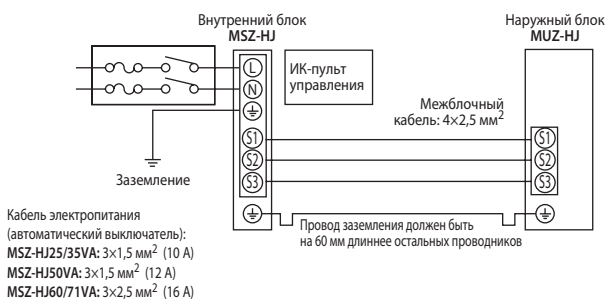 Внутренний блок
MSZ-HJ
Наружный блок
MUZ-HJ
L
N
ИК-пульт
управления
Межблочный
кабель: 4×2,5 мм²
S1
S2
S3
S1
S2
S3
Заземление
Провод заземления должен быть
на 60 мм длиннее остальных проводников
Кабель электропитания
(автоматический выключатель):
MSZ-HJ25/35VA: 3×1,5 мм² (10 А)
MSZ-HJ50VA: 3×1,5 мм² (12 А)
MSZ-HJ60/71VA: 3×2,5 мм² (16 А)